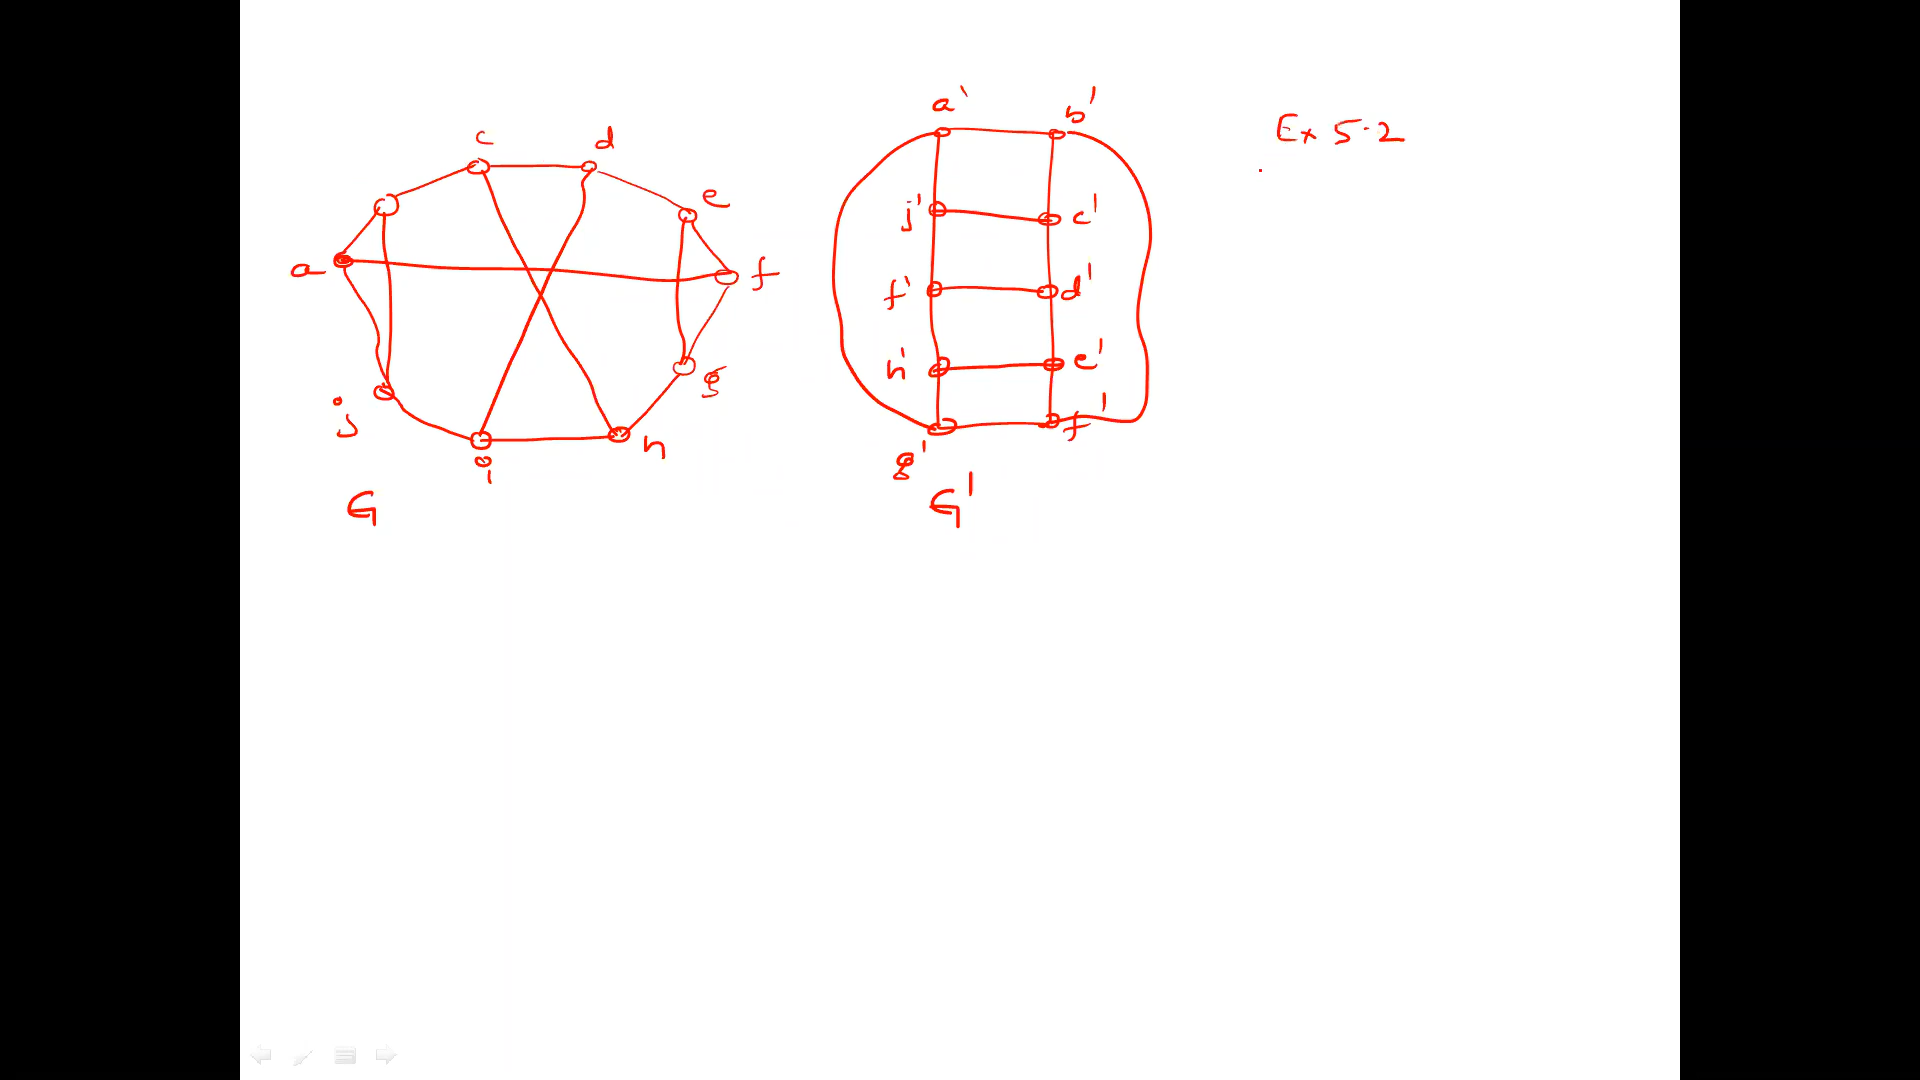 a' b'
Ex 5.2
c d
e
j' c'
a f
f' d'
h' e'
g
j f'
h
i g'
G G'